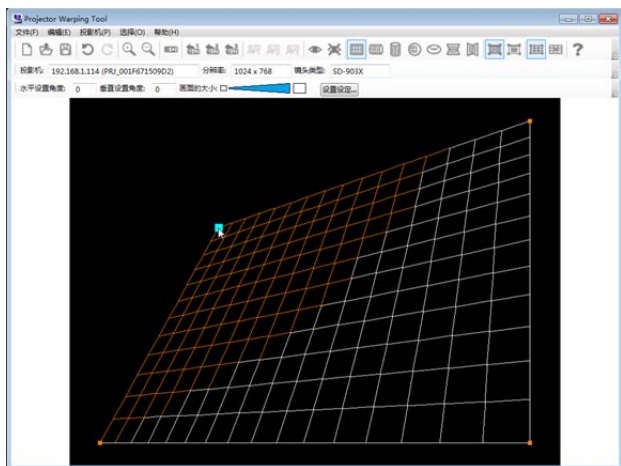 Projector Warping Tool
文件(F) 编辑(E) 投影机(P) 选择(O) 帮助(H)
投影机: 192.168.1.114 (PRJ_001F671509D2) 分辨率: 1024 x 768 镜头类型: SD-903X
水平设置角度: 0 垂直设置角度: 0 画面的大小: 设置设定...